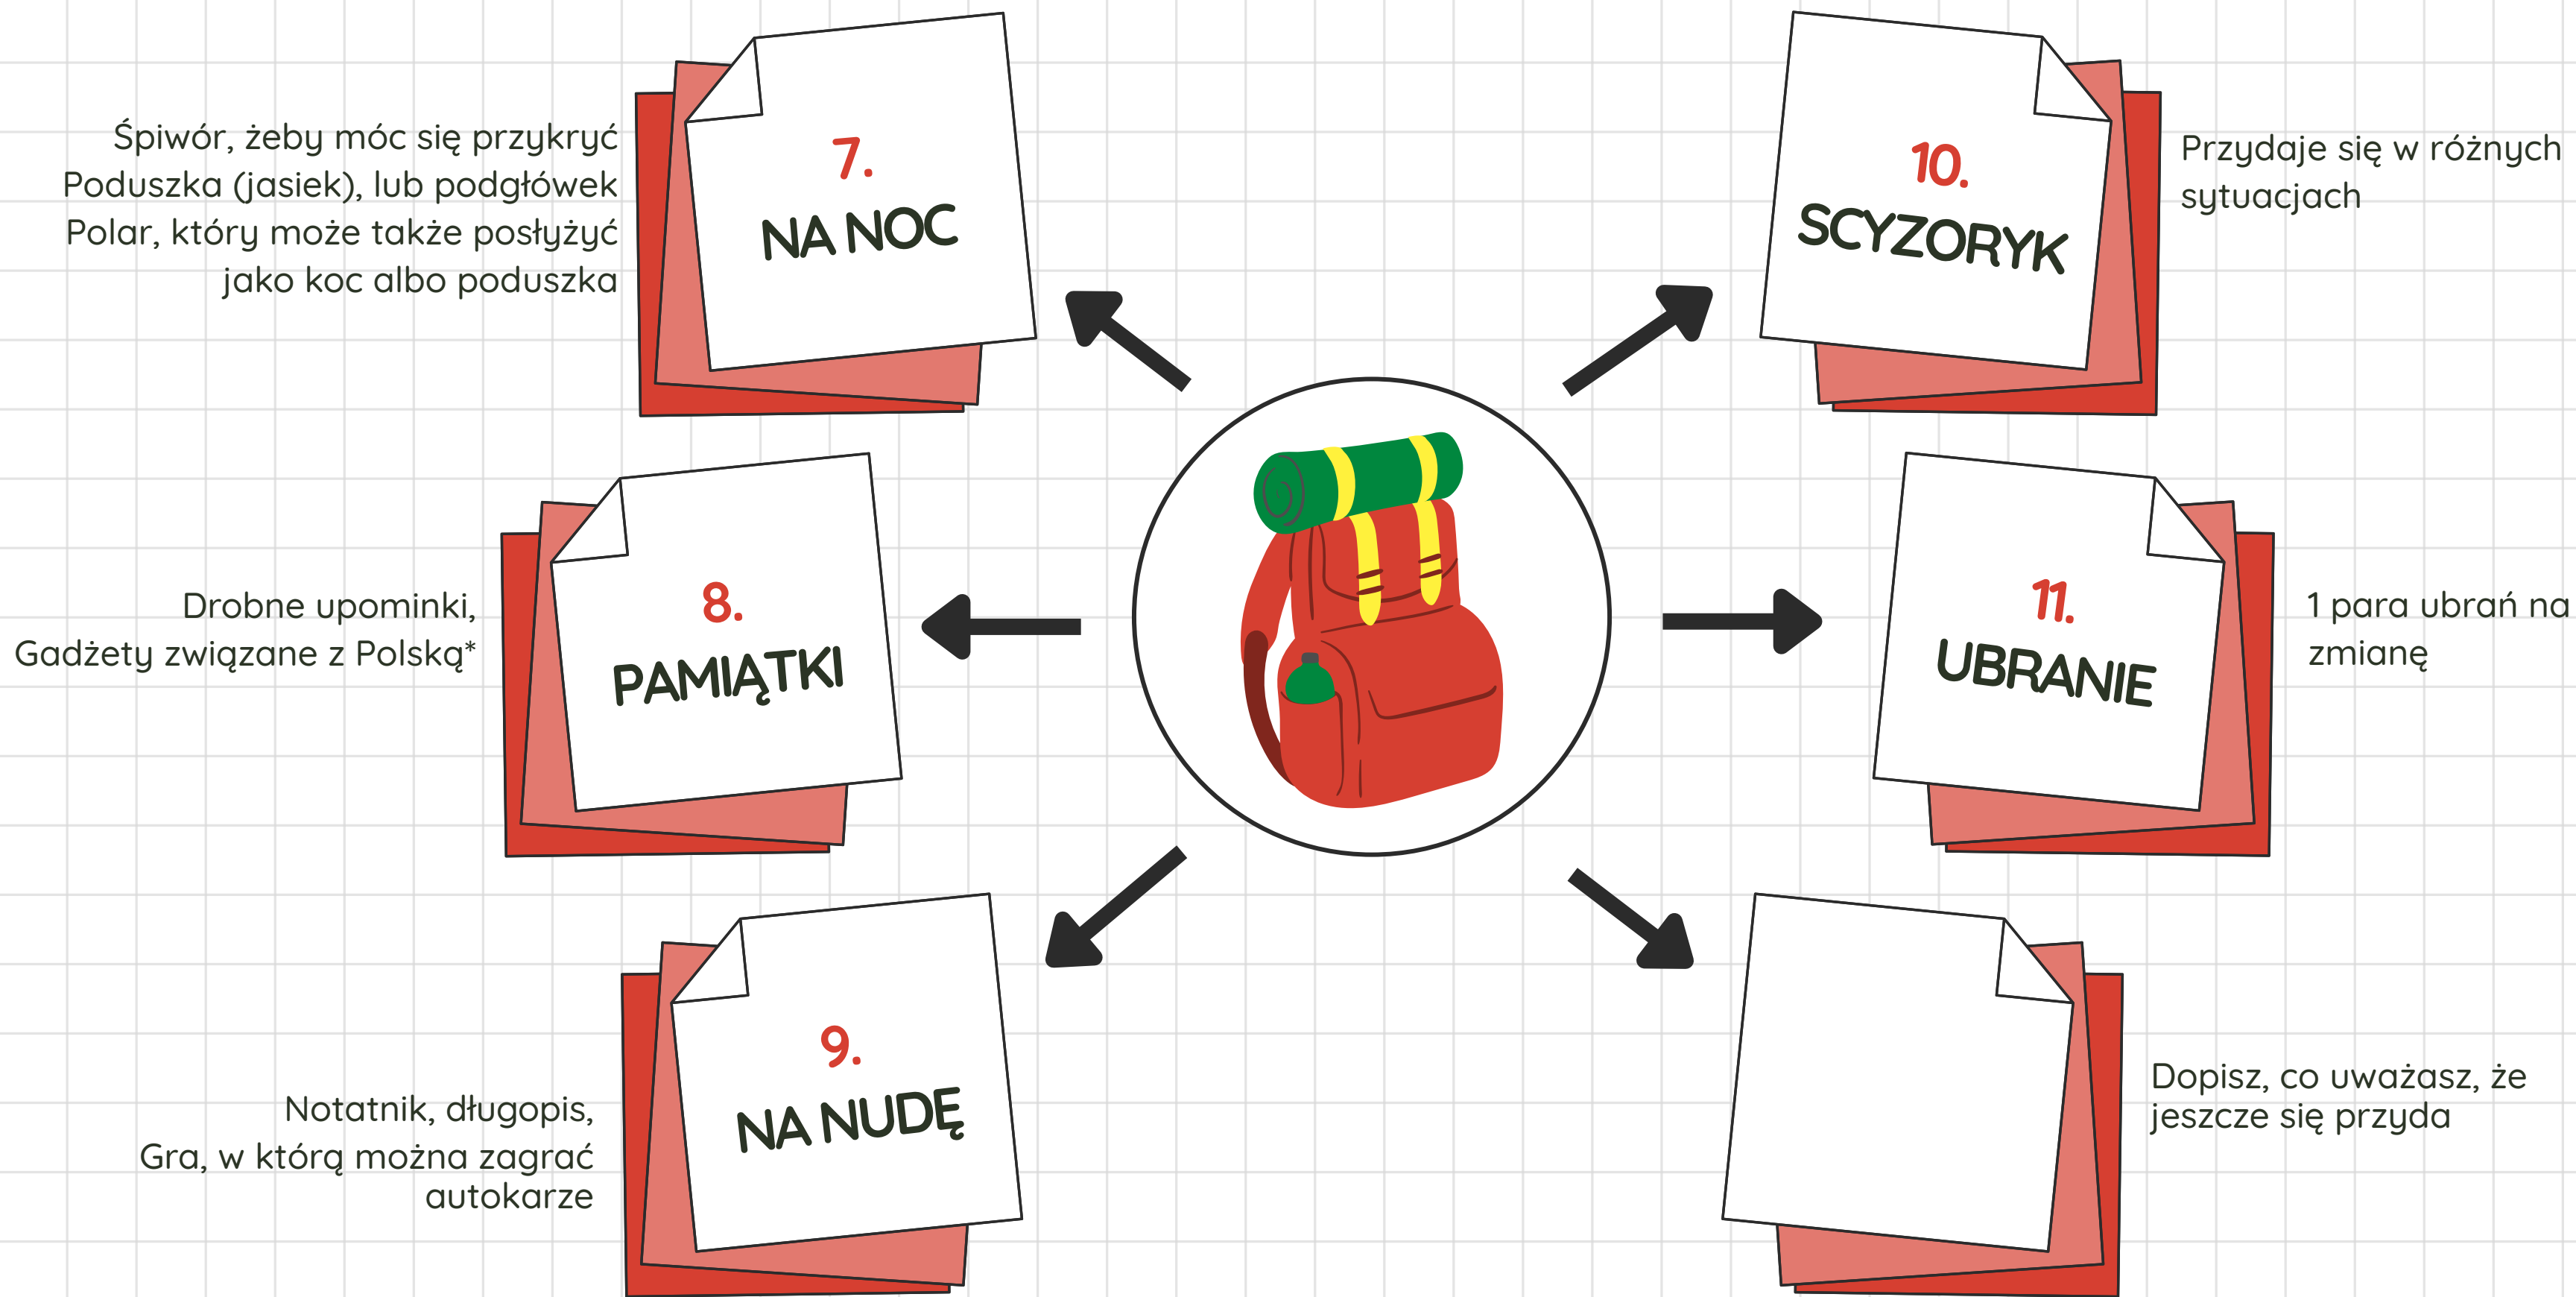 7.
NA NOC
Śpiwór, żeby móc się przykryć
Poduszka (jasiek), lub podgłówek
Polar, który może także posłużyć
jako koc albo poduszka
8.
PAMIĄTKI
Drobne upominki,
Gadżety związane z Polską*
9.
NA NUDĘ
Notatnik, długopis,
Gra, w którą można zagrać
autokarze
10.
SCYZORYK
Przydaje się w różnych
sytuacjach
11.
UBRANIE
1 para ubrań na
zmianę
Dopisz, co uważasz, że
jeszcze się przyda